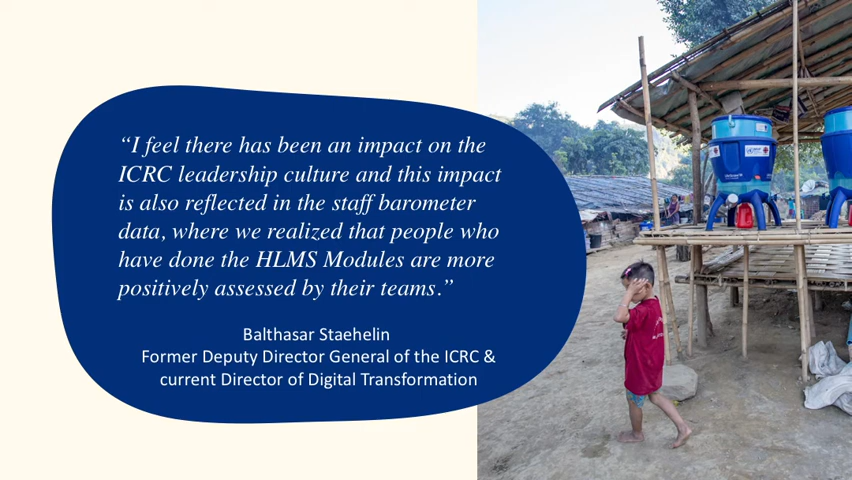 “I feel there has been an impact on the
ICRC leadership culture and this impact
is also reflected in the staff barometer
data, where we realized that people who
have done the HLMS Modules are more
positively assessed by their teams.”
Balthasar Staehelin
Former Deputy Director General of the ICRC &
current Director of Digital Transformation